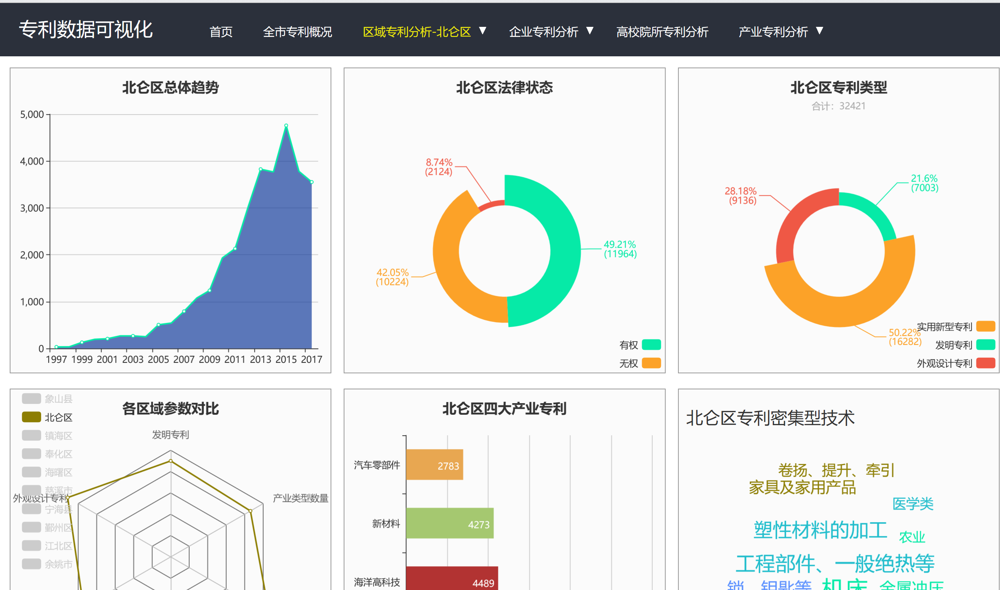 专利数据可视化
首页 全市专利概况 区域专利分析-北仑区 ▼ 企业专利分析 ▼ 高校院所专利分析 产业专利分析 ▼
北仑区总体趋势
5,000
4,000
3,000
2,000
1,000
0
1997 1999 2001 2003 2005 2007 2009 2011 2013 2015 2017
北仑区法律状态
8.74%
(2124)
49.21%
(11964)
42.05%
(10224)
有权
无权
北仑区专利类型
合计：32421
21.6%
(7003)
28.18%
(9136)
50.22%
(16282)
实用新型专利
发明专利
外观设计专利
各区域参数对比
象山县
北仑区
镇海区
奉化区
海曙区
慈溪市
宁海县
鄞州区
江北区
余姚市
发明专利
外观设计专利
产业类型数量
北仑区四大产业专利
汽车零部件 2783
新材料 4273
海洋高科技 4489
北仑区专利密集型技术
卷扬、提升、牵引
家具及家用产品
医学类
塑性材料的加工
农业
工程部件、一般绝热等
锁、钥匙等 机床 金属冲压